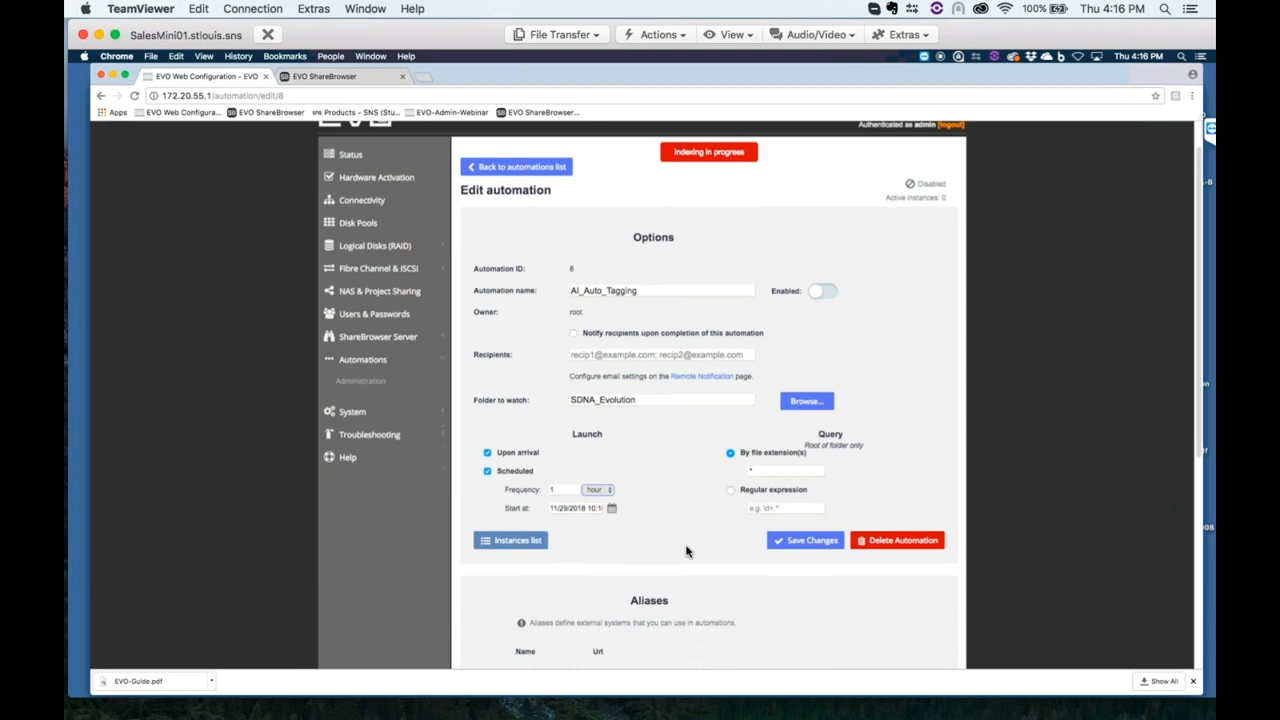 TeamViewer Edit Connection Extras Window Help 100% Thu 4:16 PM
SalesMini01.stlouis.sns File Transfer Actions View Audio/Video Extras
Chrome File Edit View History Bookmarks People Window Help Thu 4:16 PM
EVO Web Configuration - EVO EVO ShareBrowser
172.20.55.1/automation/edit/8
Apps EVO Web Configura... EVO ShareBrowser sns Products - SNS (Stu... EVO-Admin-Webinar EVO ShareBrowse...
Authenticated as admin [logout]
Status
Hardware Activation
Connectivity
Disk Pools
Logical Disks (RAID)
Fibre Channel & iSCSI
NAS & Project Sharing
Users & Passwords
ShareBrowser Server
Automations
Administration
System
Troubleshooting
Help
Indexing in progress
Back to automations list
Edit automation
Disabled
Active instances: 0
Options
Automation ID: 8
Automation name: AI_Auto_Tagging Enabled:
Owner: root
Notify recipients upon completion of this automation
Recipients: recip1@example.com; recip2@example.com
Configure email settings on the Remote Notification page.
Folder to watch: SDNA_Evolution Browse...
Launch Query
Root of folder only
Upon arrival By file extension(s)
Scheduled *
Frequency: 1 hour Regular expression
Start at: 11/29/2018 10:1 e.g. \d+.*
Instances list Save Changes Delete Automation
Aliases
Aliases define external systems that you can use in automations.
Name Url
EVO-Guide.pdf Show All